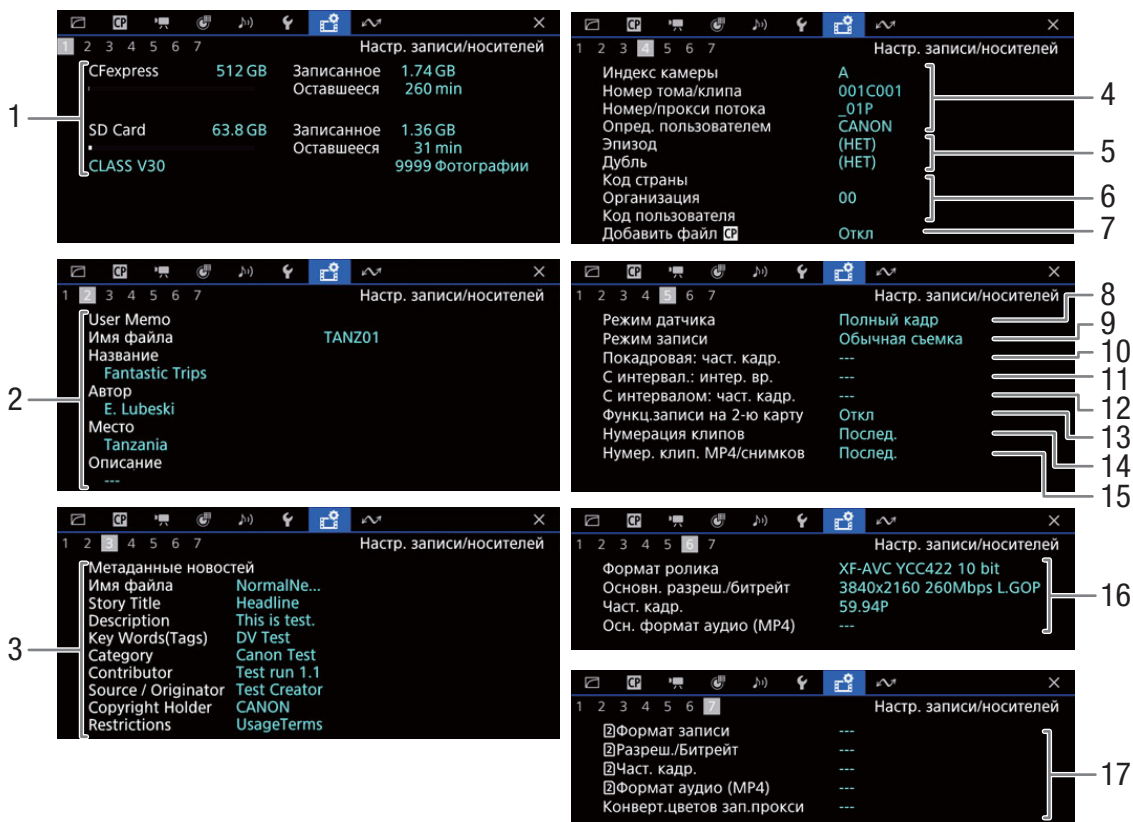 CP
×
1 2 3 4 5 6 7
Настр. записи/носителей
CFexpress 512 GB Записанное 1.74 GB
Оставшееся 260 min
SD Card 63.8 GB Записанное 1.36 GB
Оставшееся 31 min
CLASS V30 9999 Фотографии
1
CP
×
1 2 3 4 5 6 7
Настр. записи/носителей
User Memo
Имя файла TANZ01
Название
Fantastic Trips
Автор
E. Lubeski
Место
Tanzania
Описание
---
2
CP
×
1 2 3 4 5 6 7
Настр. записи/носителей
Метаданные новостей
Имя файла NormalNe...
Story Title Headline
Description This is test.
Key Words(Tags) DV Test
Category Canon Test
Contributor Test run 1.1
Source / Originator Test Creator
Copyright Holder CANON
Restrictions UsageTerms
3
CP
×
1 2 3 4 5 6 7
Настр. записи/носителей
Индекс камеры A
Номер тома/клипа 001C001
Номер/прокси потока _01P
Опред. пользователем CANON
Эпизод (НЕТ)
Дубль (НЕТ)
Код страны
Организация 00
Код пользователя
Добавить файл CP Откл
4
5
6
7
CP
×
1 2 3 4 5 6 7
Настр. записи/носителей
Режим датчика Полный кадр
Режим записи Обычная съемка
Покадровая: част. кадр. ---
С интервал.: интер. вр. ---
С интервалом: част. кадр. ---
Функц.записи на 2-ю карту Откл
Нумерация клипов Послед.
Нумер. клип. MP4/снимков Послед.
8
9
10
11
12
13
14
15
CP
×
1 2 3 4 5 6 7
Настр. записи/носителей
Формат ролика XF-AVC YCC422 10 bit
Основн. разреш./битрейт 3840x2160 260Mbps L.GOP
Част. кадр. 59.94P
Осн. формат аудио (MP4) ---
16
CP
×
1 2 3 4 5 6 7
Настр. записи/носителей
2Формат записи ---
2Разреш./Битрейт ---
2Част. кадр. ---
2Формат аудио (MP4) ---
Конверт.цветов зап.прокси ---
17